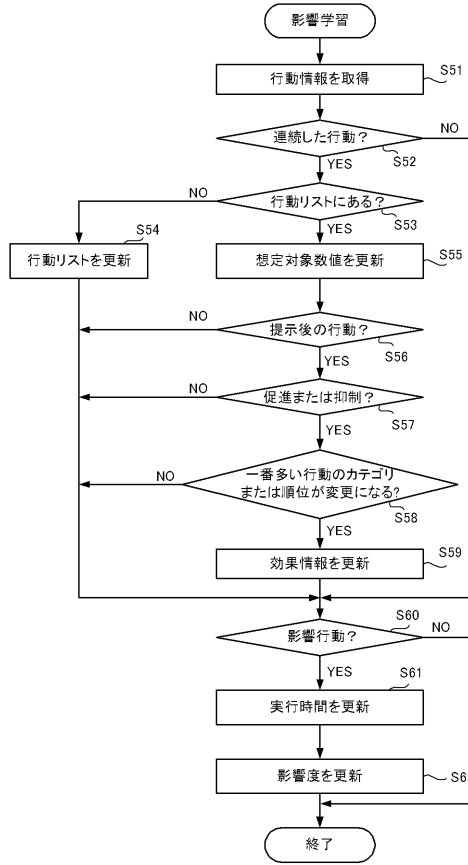 影響学習
行動情報を取得
S51
連続した行動？
NO
S52
YES
行動リストにある？
NO
S53
YES
行動リストを更新
S54
想定対象数値を更新
S55
提示後の行動？
NO
S56
YES
促進または抑制？
NO
S57
YES
一番多い行動のカテゴリ
または順位が変更になる？
NO
S58
YES
効果情報を更新
S59
影響行動？
S60
NO
YES
実行時間を更新
S61
影響度を更新
終了